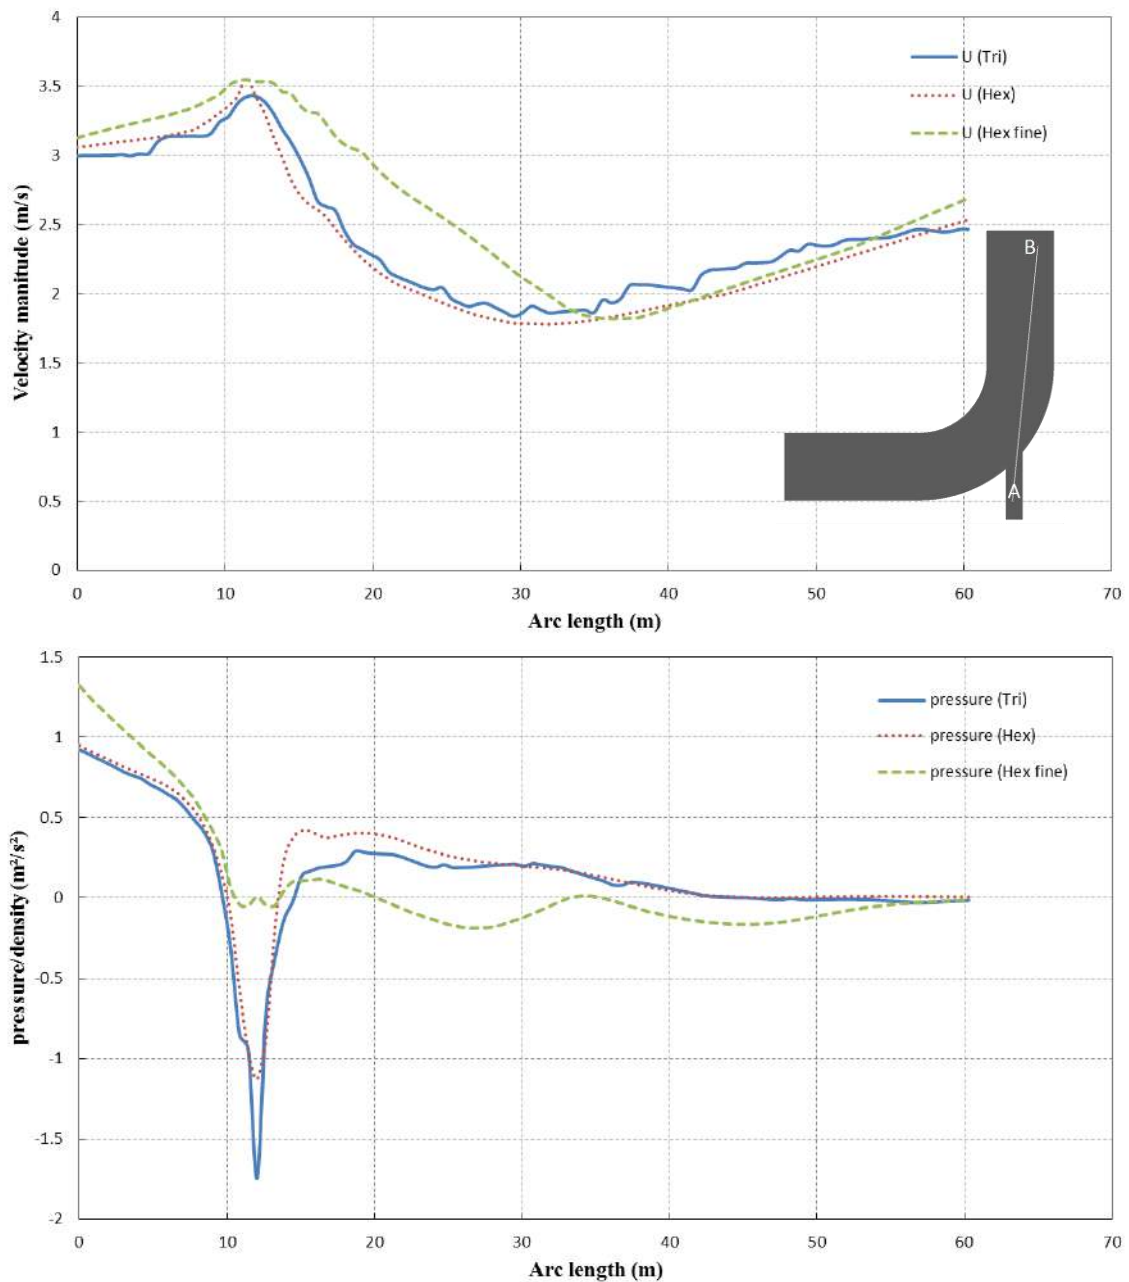 4
3.5
3
2.5
2
1.5
1
0.5
0
Velocity manitude (m/s)
U (Tri)
U (Hex)
U (Hex fine)
B
A
0 10 20 30 40 50 60 70
Arc length (m)
1.5
1
0.5
0
-0.5
-1
-1.5
-2
pressure/density (m²/s²)
pressure (Tri)
pressure (Hex)
pressure (Hex fine)
0 10 20 30 40 50 60 70
Arc length (m)